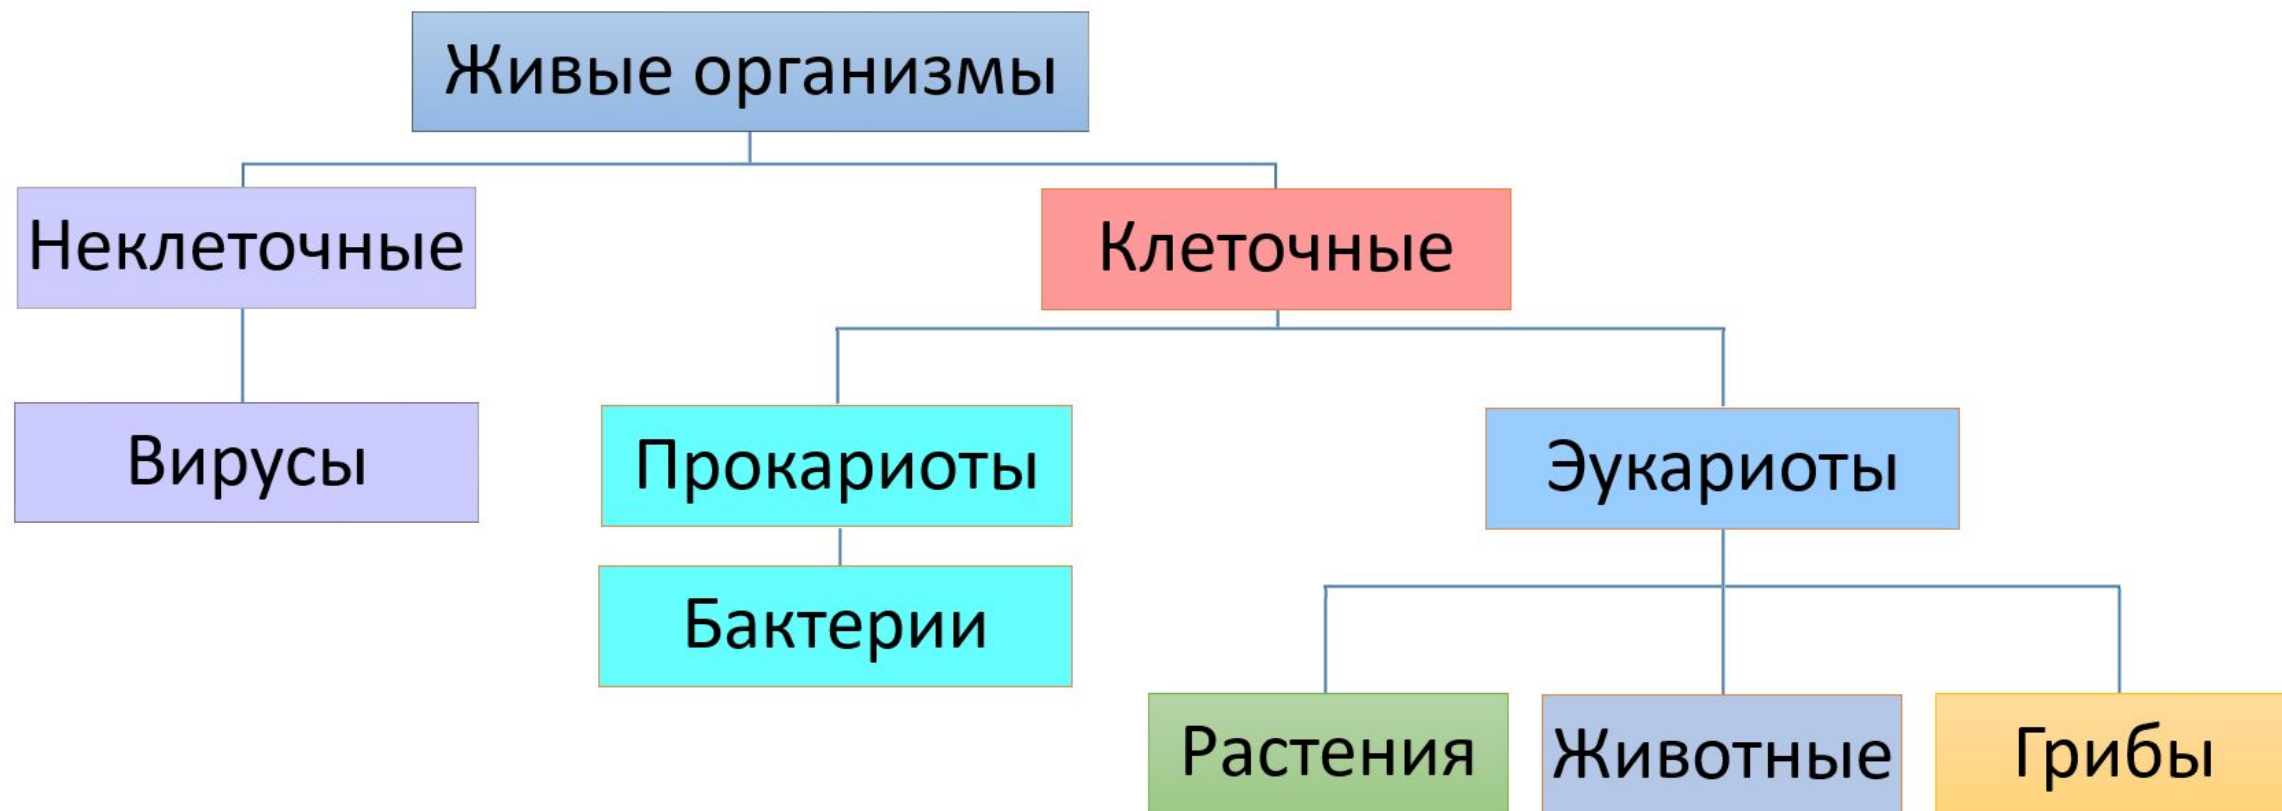 Живые организмы
Неклеточные
Клеточные
Вирусы
Прокариоты
Эукариоты
Бактерии
Растения
Животные
Грибы